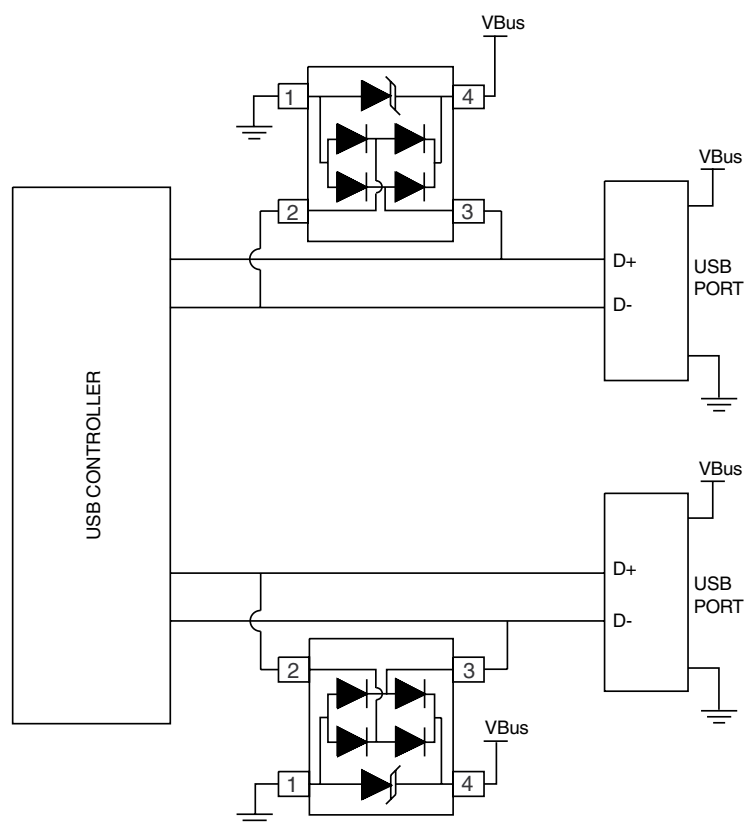 VBus
1
4
2
3
VBus
D+
D-
USB
PORT
USB CONTROLLER
VBus
D+
D-
USB
PORT
2
3
1
4
VBus